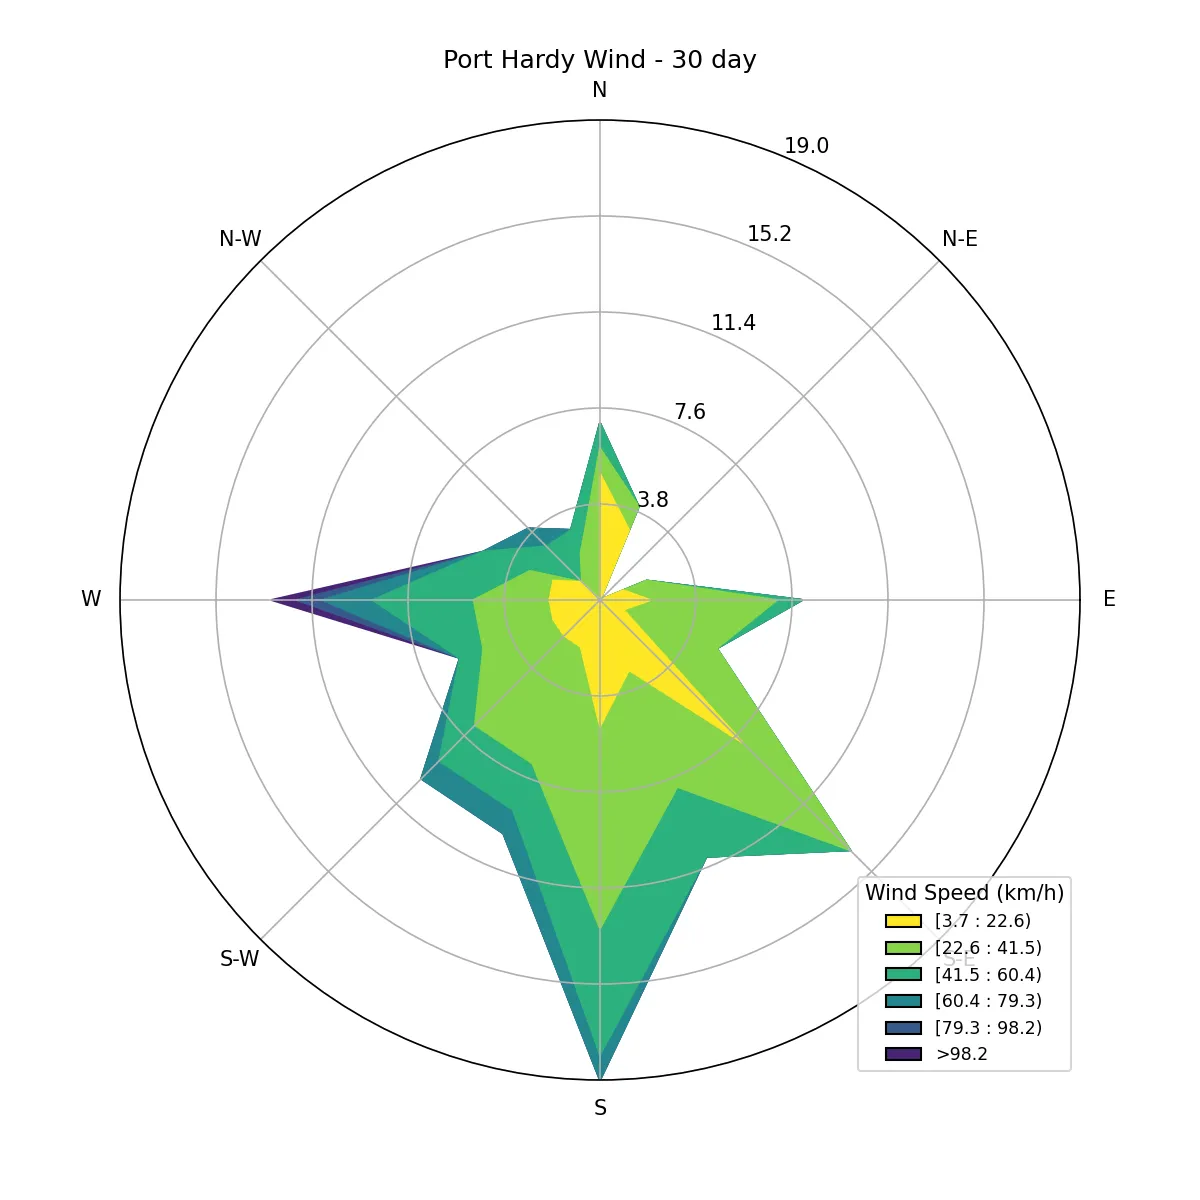 Port Hardy Wind - 30 day
N
19.0
15.2
N-W
N-E
11.4
7.6
3.8
W
E
Wind Speed (km/h)
[3.7 : 22.6)
[22.6 : 41.5)
S-W
S-E
[41.5 : 60.4)
[60.4 : 79.3)
[79.3 : 98.2)
>98.2
S